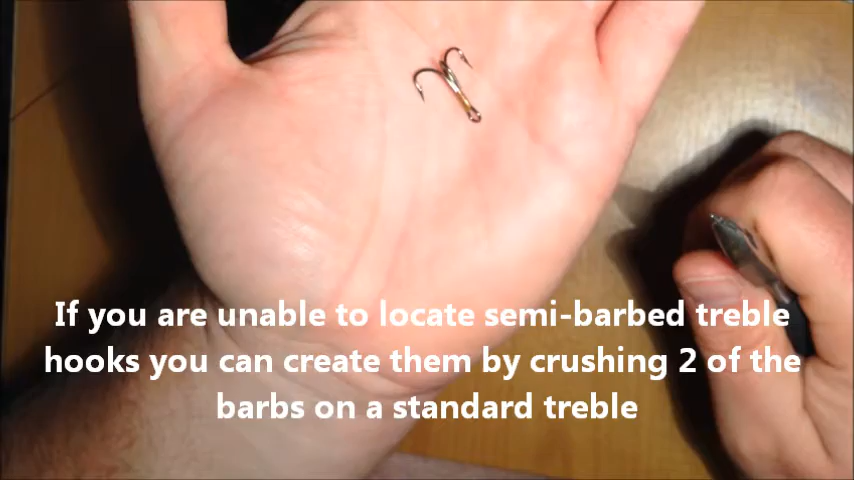 If you are unable to locate semi-barbed treble
hooks you can create them by crushing 2 of the
barbs on a standard treble